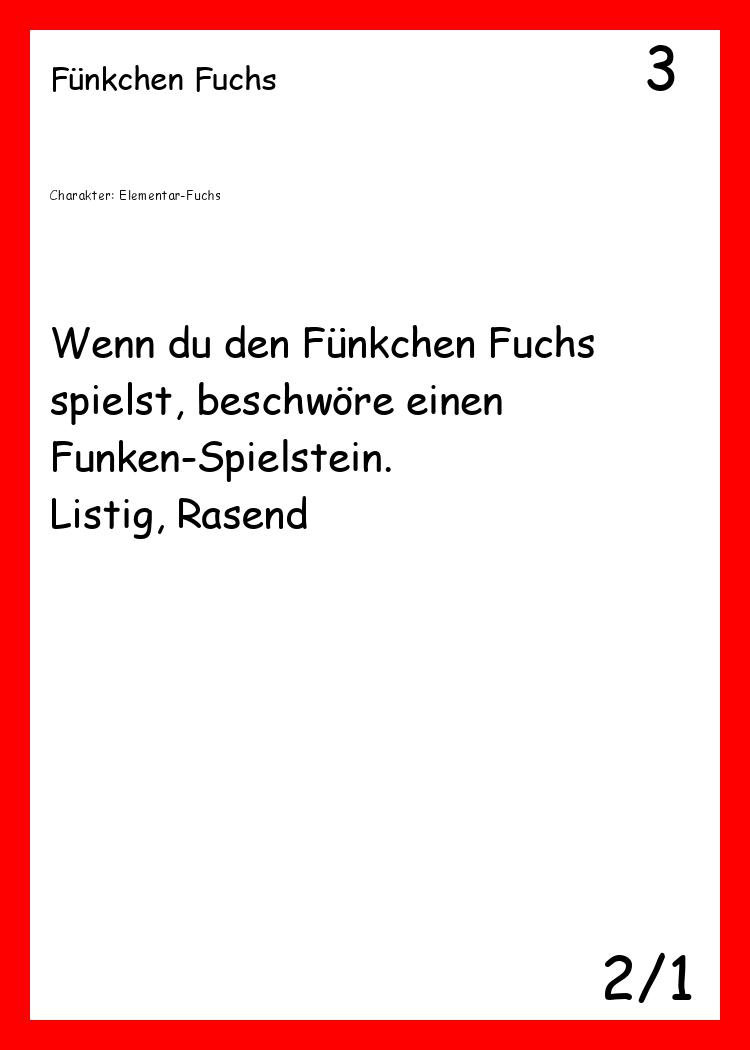 Fünkchen Fuchs
3
Charakter: Elementar-Fuchs
Wenn du den Fünkchen Fuchs
spielst, beschwöre einen
Funken-Spielstein.
Listig, Rasend
2/1